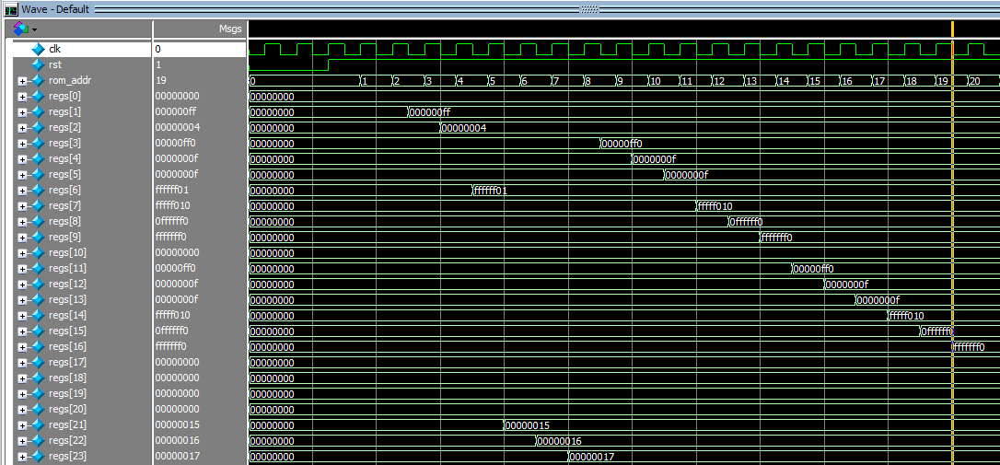 Wave - Default
Msgs
clk 0
rst 1
rom_addr 19 0 1 2 3 4 5 6 7 8 9 10 11 12 13 14 15 16 17 18 19 20
regs[0] 00000000 00000000
regs[1] 000000ff 00000000 000000ff
regs[2] 00000004 00000000 00000004
regs[3] 00000ff0 00000000 00000ff0
regs[4] 0000000f 00000000 0000000f
regs[5] 0000000f 00000000 0000000f
regs[6] ffffff01 00000000 ffffff01
regs[7] fffff010 00000000 fffff010
regs[8] 0ffffff0 00000000 0ffffff0
regs[9] fffffff0 00000000 fffffff0
regs[10] 00000000 00000000
regs[11] 00000ff0 00000000 00000ff0
regs[12] 0000000f 00000000 0000000f
regs[13] 0000000f 00000000 0000000f
regs[14] fffff010 00000000 fffff010
regs[15] 0ffffff0 00000000 0ffffff0
regs[16] fffffff0 00000000 fffffff0
regs[17] 00000000 00000000
regs[18] 00000000 00000000
regs[19] 00000000 00000000
regs[20] 00000000 00000000
regs[21] 00000015 00000000 00000015
regs[22] 00000016 00000000 00000016
regs[23] 00000017 00000000 00000017